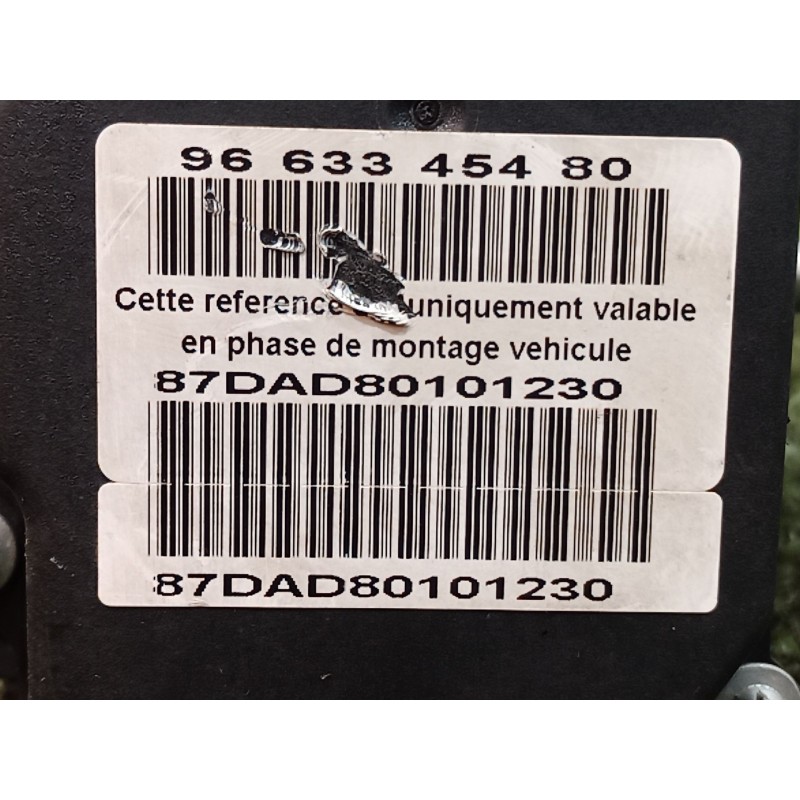 96 633 454 80
Cette reference uniquement valable
en phase de montage vehicule
87DAD80101230
87DAD80101230